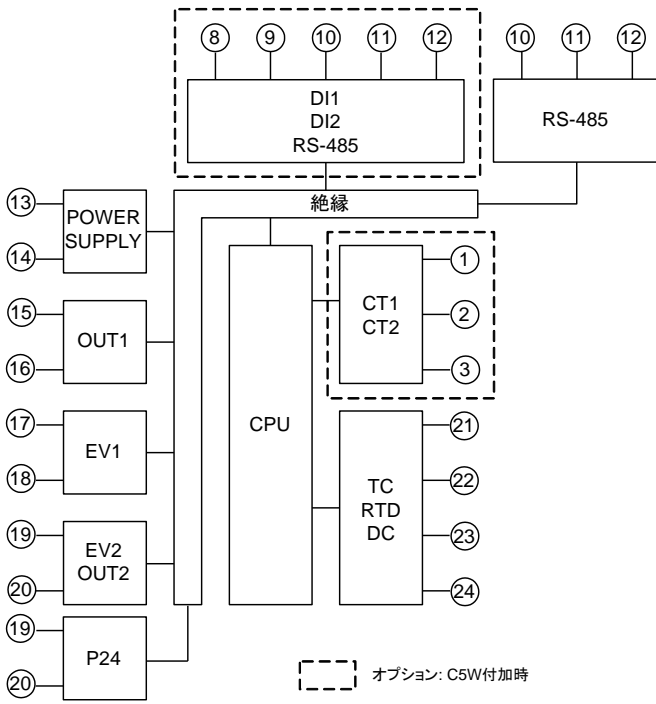 ⑧ ⑨ ⑩ ⑪ ⑫
DI1
DI2
RS-485
⑩ ⑪ ⑫
RS-485
絶縁
⑬
⑭
POWER
SUPPLY
⑮
⑯
OUT1
⑰
⑱
EV1
⑲
⑳
EV2
OUT2
⑲
⑳
P24
CPU
CT1
CT2
①
②
③
TC
RTD
DC
㉑
㉒
㉓
㉔
オプション: C5W付加時